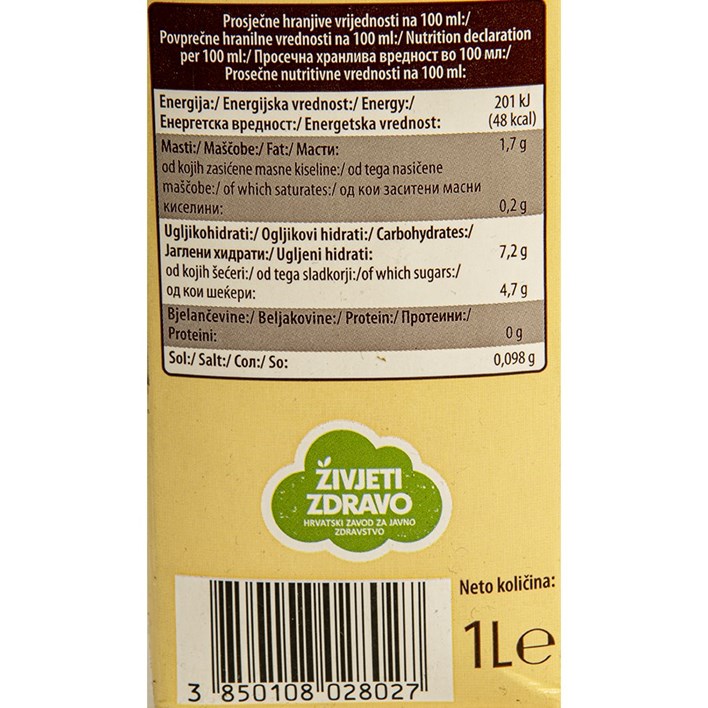 Prosječne hranjive vrijednosti na 100 ml:/
Povprečne hranilne vrednosti na 100 ml:/ Nutrition declaration
per 100 ml:/ Просечна хранлива вредност во 100 мл:/
Prosečne nutritivne vrednosti na 100 ml:
Energija:/ Energijska vrednost:/ Energy:/ 201 kJ
Енергетска вредност:/ Energetska vrednost: (48 kcal)
Masti:/ Maščobe:/ Fat:/ Масти: 1,7 g
od kojih zasićene masne kiseline:/ od tega nasičene
maščobe:/ of which saturates:/ од кои заситени масни
киселини: 0,2 g
Ugljikohidrati:/ Ogljikovi hidrati:/ Carbohydrates:/
Јаглени хидрати:/ Ugljeni hidrati: 7,2 g
od kojih šećeri:/ od tega sladkorji:/of which sugars:/
од кои шеќери: 4,7 g
Bjelančevine:/ Beljakovine:/ Protein:/ Протеини:/
Proteini: 0 g
Sol:/ Salt:/ Сол:/ So: 0,098 g
ŽIVJETI
ZDRAVO
HRVATSKI ZAVOD ZA JAVNO
ZDRAVSTVO
Neto količina:
1L℮
3 850108 028027